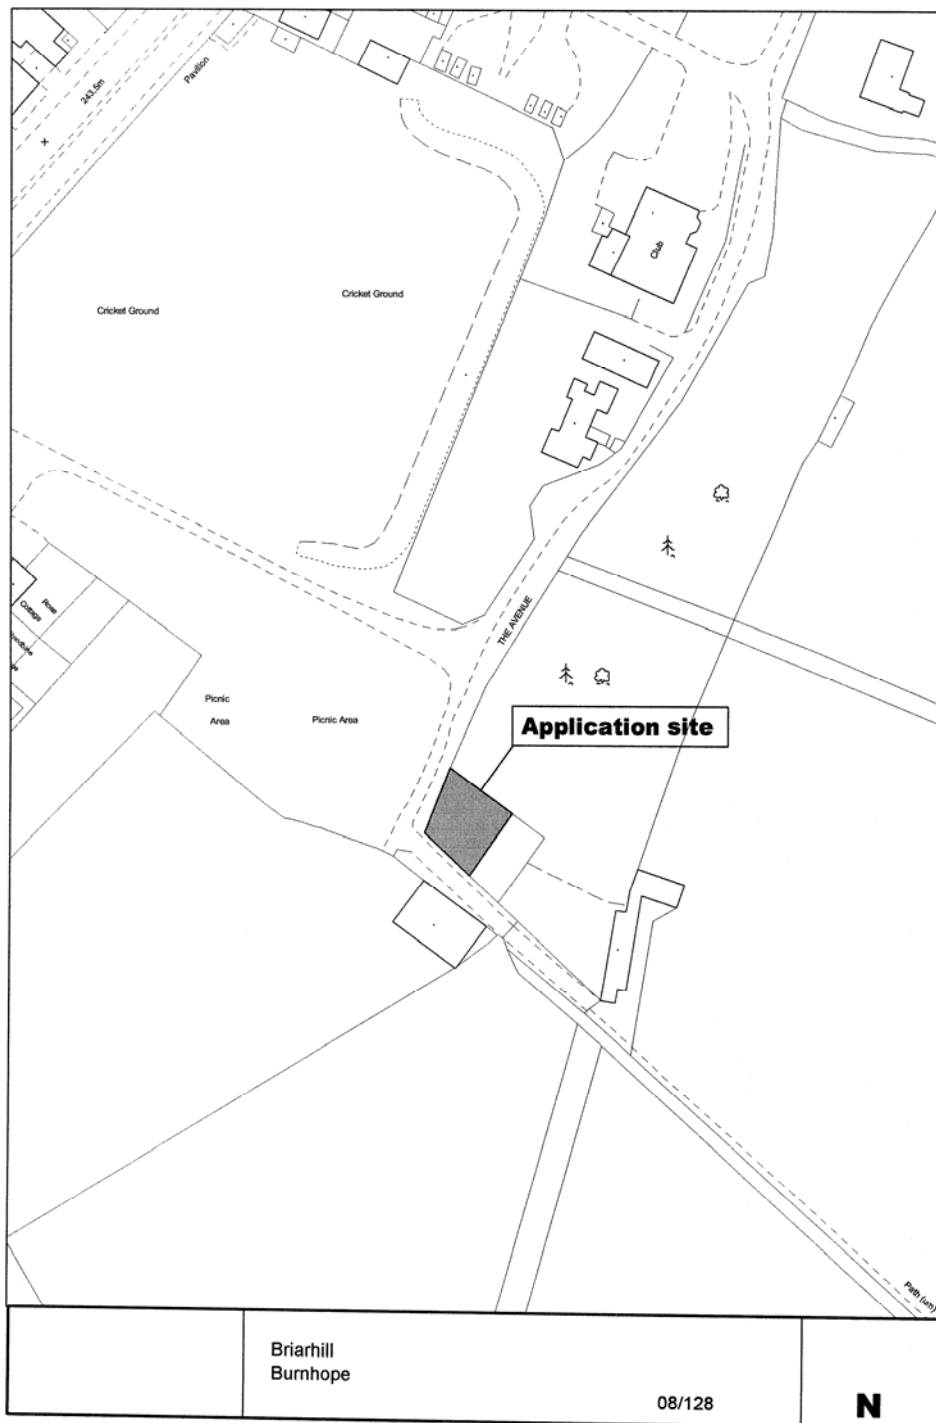 243.5m
Pavilion
Club
Cricket Ground
Cricket Ground
Rose
Cottage
THE AVENUE
Picnic
Area
Picnic Area
Application site
Path (um)
Briarhill
Burnhope
08/128
N